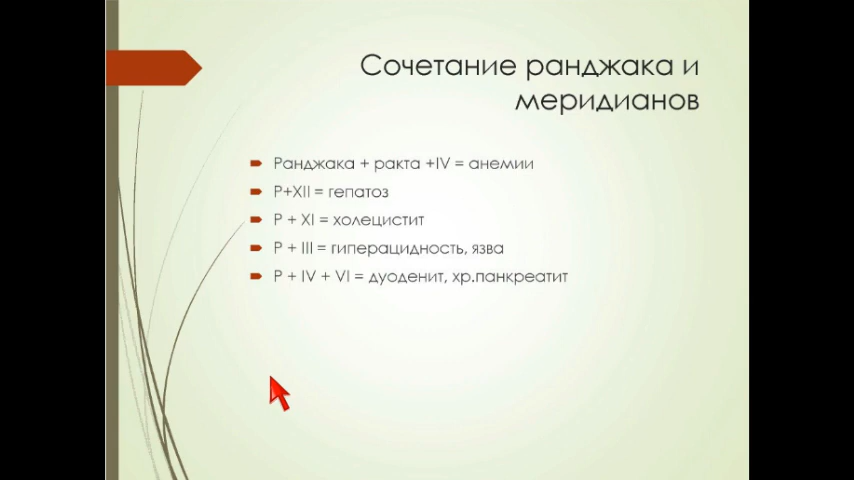 Сочетание ранджака и
меридианов
Ранджака + ракта +IV = анемии
Р+XII = гепатоз
Р + XI = холецистит
Р + III = гиперацидность, язва
Р + IV + VI = дуоденит, хр.панкреатит